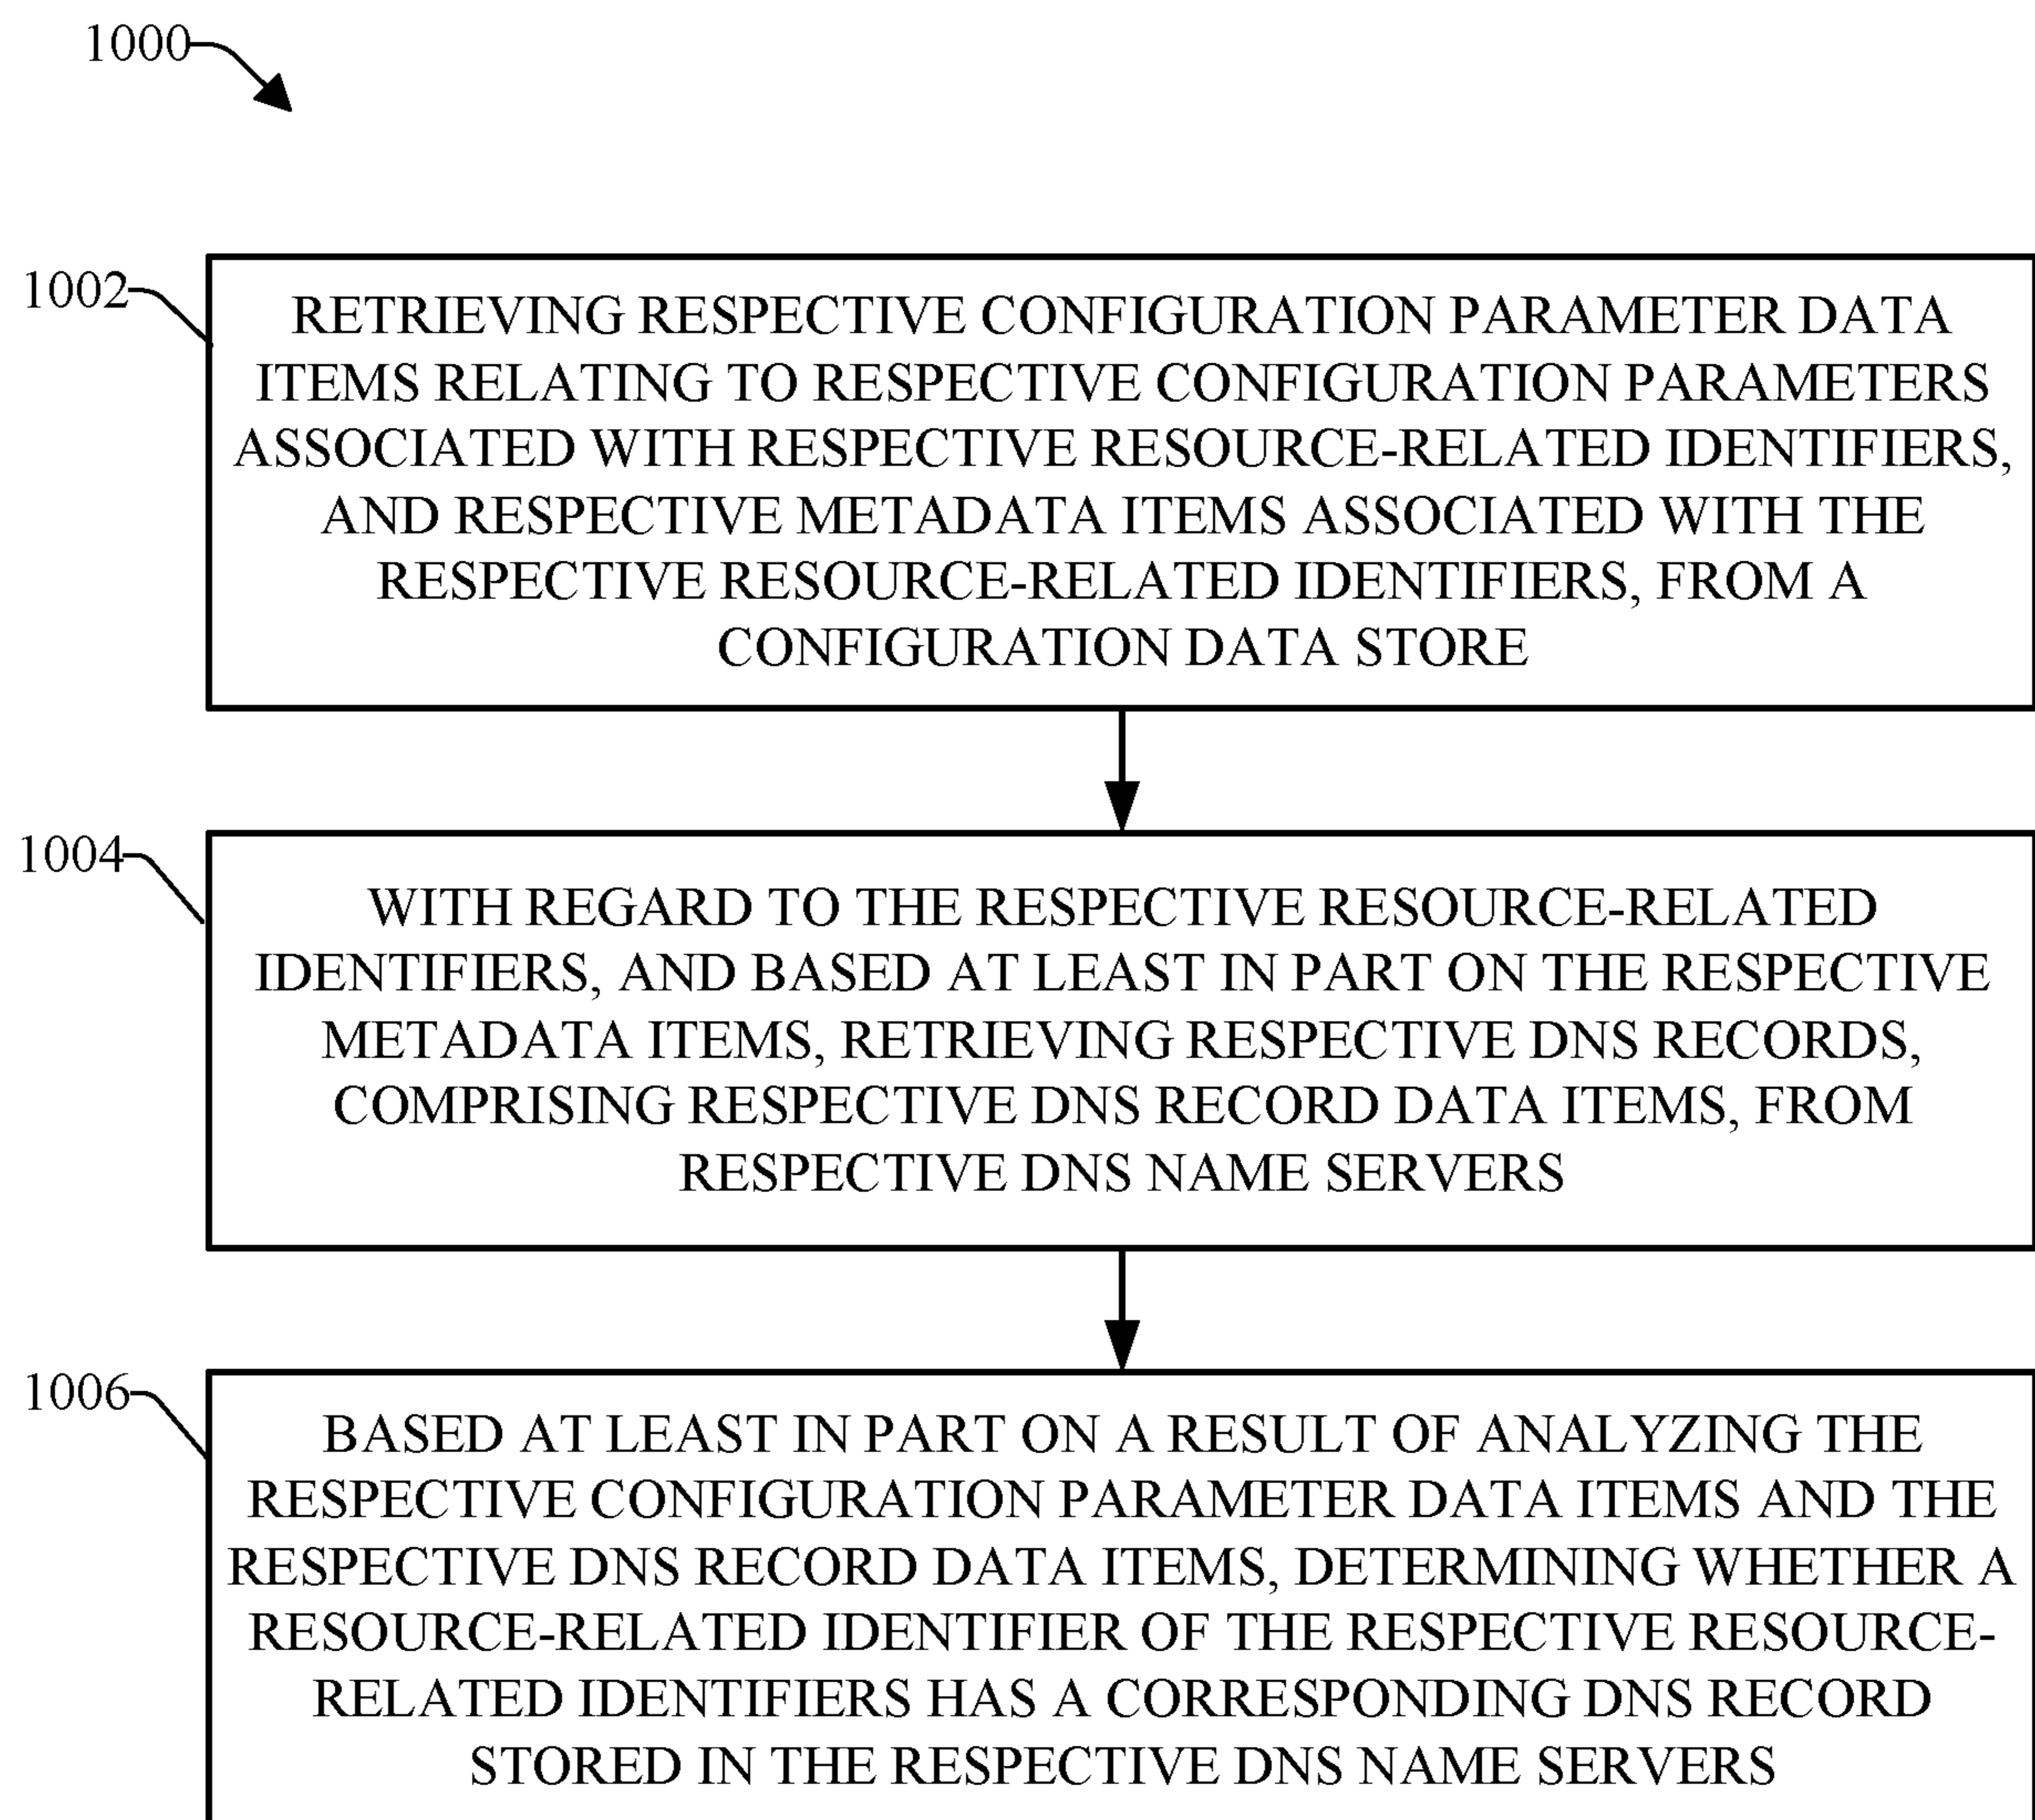 1000
1002
RETRIEVING RESPECTIVE CONFIGURATION PARAMETER DATA
ITEMS RELATING TO RESPECTIVE CONFIGURATION PARAMETERS
ASSOCIATED WITH RESPECTIVE RESOURCE-RELATED IDENTIFIERS,
AND RESPECTIVE METADATA ITEMS ASSOCIATED WITH THE
RESPECTIVE RESOURCE-RELATED IDENTIFIERS, FROM A
CONFIGURATION DATA STORE
1004
WITH REGARD TO THE RESPECTIVE RESOURCE-RELATED
IDENTIFIERS, AND BASED AT LEAST IN PART ON THE RESPECTIVE
METADATA ITEMS, RETRIEVING RESPECTIVE DNS RECORDS,
COMPRISING RESPECTIVE DNS RECORD DATA ITEMS, FROM
RESPECTIVE DNS NAME SERVERS
1006
BASED AT LEAST IN PART ON A RESULT OF ANALYZING THE
RESPECTIVE CONFIGURATION PARAMETER DATA ITEMS AND THE
RESPECTIVE DNS RECORD DATA ITEMS, DETERMINING WHETHER A
RESOURCE-RELATED IDENTIFIER OF THE RESPECTIVE RESOURCE-
RELATED IDENTIFIERS HAS A CORRESPONDING DNS RECORD
STORED IN THE RESPECTIVE DNS NAME SERVERS